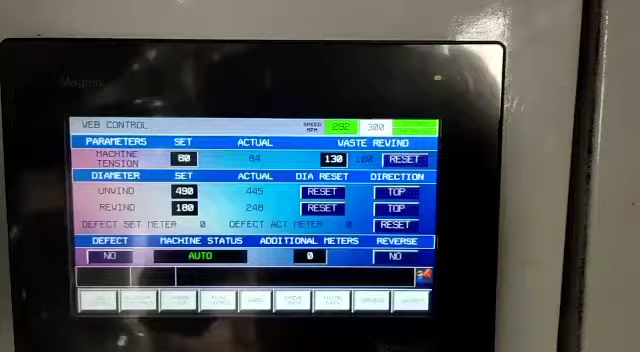 Magelis
WEB CONTROL SPEED MPM 292 300
PARAMETERS SET ACTUAL WASTE REWIND
MACHINE TENSION 80 84 130 RESET
DIAMETER SET ACTUAL DIA RESET DIRECTION
UNWIND 490 445 RESET TOP
REWIND 180 248 RESET TOP
DEFECT SET METER 0 DEFECT ACT METER 0 RESET
DEFECT MACHINE STATUS ADDITIONAL METERS REVERSE
NO AUTO 0 NO